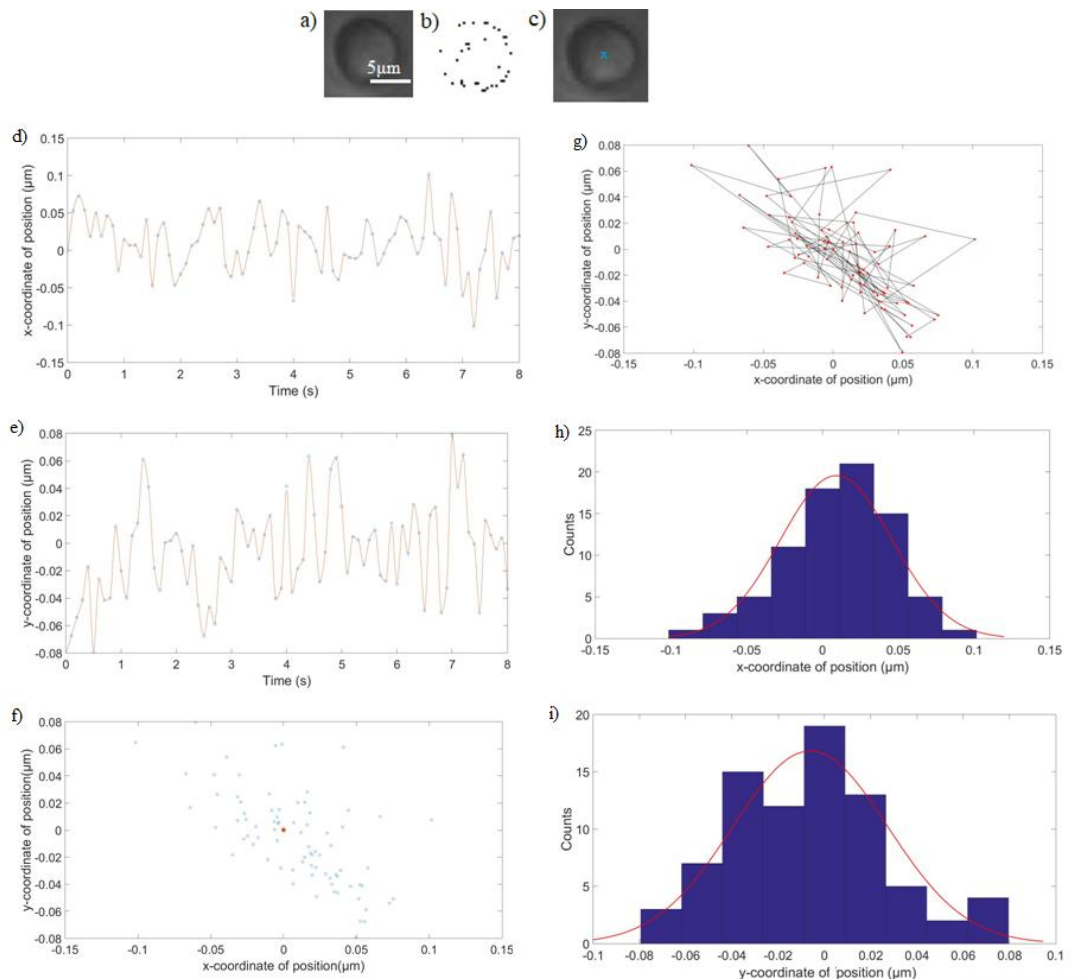 a) b) c)
5µm
x
d)
0.15
0.1
0.05
0
-0.05
-0.1
-0.15
x-coordinate of position (µm)
0 1 2 3 4 5 6 7 8
Time (s)
g)
0.08
0.06
0.04
0.02
0
-0.02
-0.04
-0.06
-0.08
y-coordinate of position (µm)
-0.15 -0.1 -0.05 0 0.05 0.1 0.15
x-coordinate of position (µm)
e)
0.08
0.06
0.04
0.02
0
-0.02
-0.04
-0.06
-0.08
y-coordinate of position (µm)
0 1 2 3 4 5 6 7 8
Time (s)
h)
25
20
15
10
5
0
Counts
-0.15 -0.1 -0.05 0 0.05 0.1 0.15
x-coordinate of position (µm)
f)
0.08
0.06
0.04
0.02
0
-0.02
-0.04
-0.06
-0.08
y-coordinate of position(µm)
-0.15 -0.1 -0.05 0 0.05 0.1 0.15
x-coordinate of position(µm)
i)
20
15
10
5
0
Counts
-0.1 -0.08 -0.06 -0.04 -0.02 0 0.02 0.04 0.06 0.08 0.1
y-coordinate of position (µm)